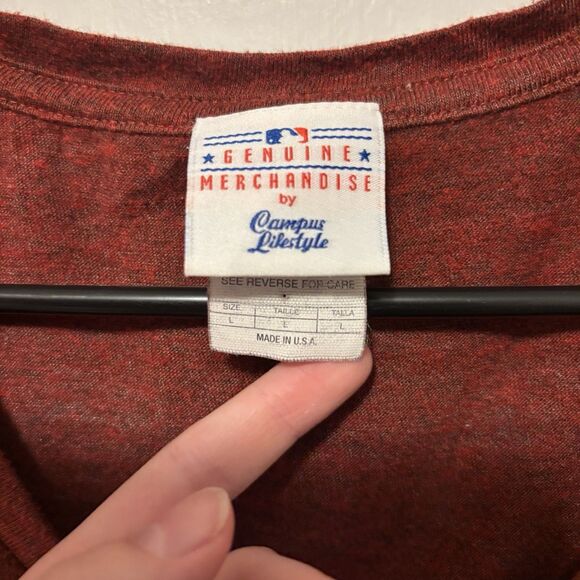 GENUINE
MERCHANDISE
by
Campus
Lifestyle
SEE REVERSE FOR CARE
SIZE TAILLE TALLA
L L L
MADE IN U.S.A.